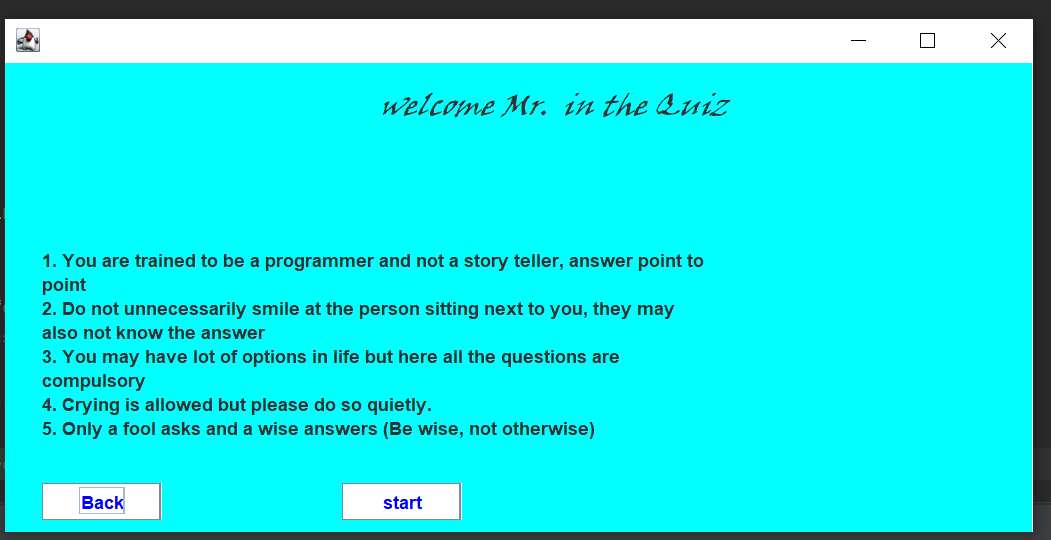 welcome Mr.  in the Quiz
1. You are trained to be a programmer and not a story teller, answer point to
point
2. Do not unnecessarily smile at the person sitting next to you, they may
also not know the answer
3. You may have lot of options in life but here all the questions are
compulsory
4. Crying is allowed but please do so quietly.
5. Only a fool asks and a wise answers (Be wise, not otherwise)
Back start